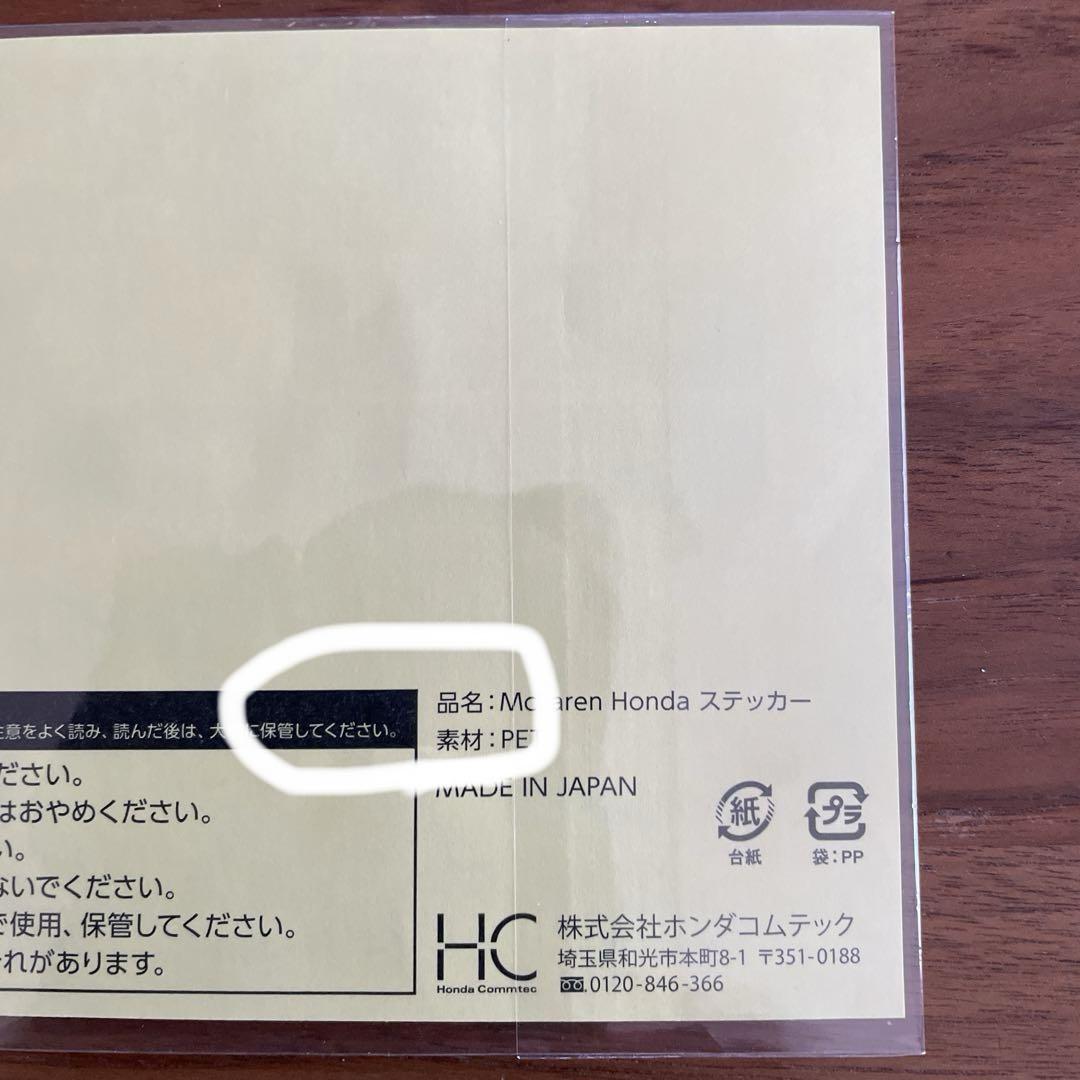 品名：McLaren Honda ステッカー
素材：PET
MADE IN JAPAN
意をよく読み、読んだ後は、大切に保管してください。
ださい。
はおやめください。
い。
ないでください。
で使用、保管してください。
それがあります。
紙
台紙
プラ
袋：PP
HC
Honda Commtec
株式会社ホンダコムテック
埼玉県和光市本町8-1 〒351-0188
0120-846-366